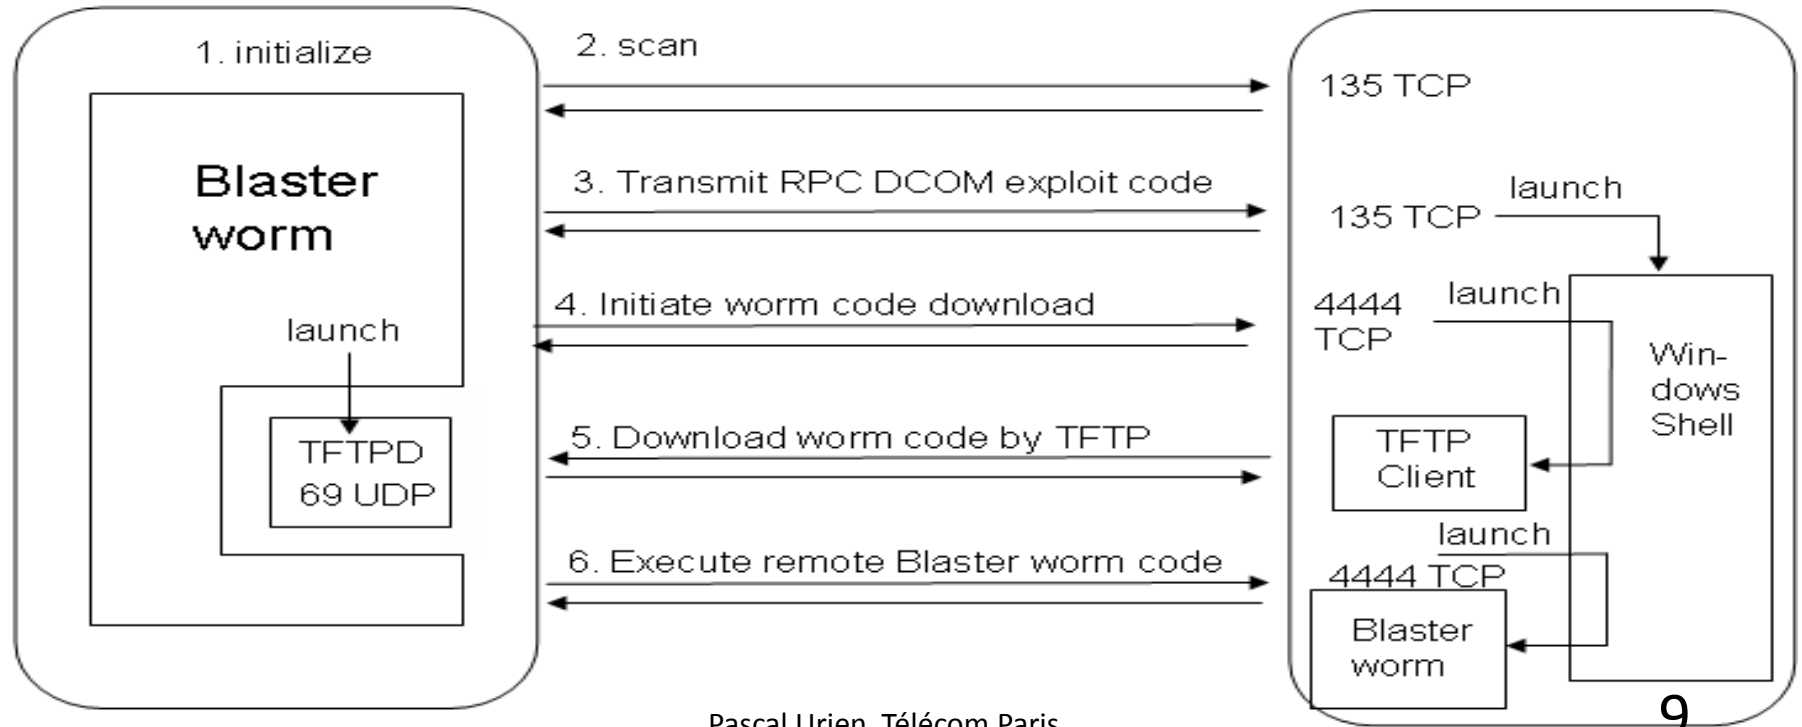 1. initialize
Blaster
worm
launch
TFTPD
69 UDP
2. scan
3. Transmit RPC DCOM exploit code
4. Initiate worm code download
5. Download worm code by TFTP
6. Execute remote Blaster worm code
135 TCP
launch
135 TCP
launch
4444
TCP
Win-
dows
Shell
TFTP
Client
launch
4444 TCP
Blaster
worm
Pascal Urien, Télécom Paris
9